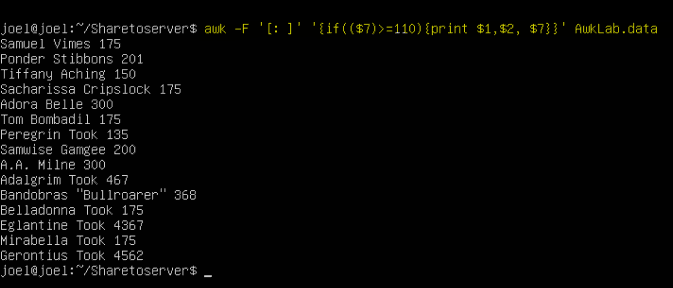 joel@joel:~/Sharetoserver$ awk -F '[: ]' '{if(($7)>=110){print $1,$2, $7}}' AwkLab.data
Samuel Vimes 175
Ponder Stibbons 201
Tiffany Aching 150
Sacharissa Cripslock 175
Adora Belle 300
Tom Bombadil 175
Peregrin Took 135
Samwise Gamgee 200
A.A. Milne 300
Adalgrim Took 467
Bandobras "Bullroarer" 368
Belladonna Took 175
Eglantine Took 4367
Mirabella Took 175
Gerontius Took 4562
joel@joel:~/Sharetoserver$ _